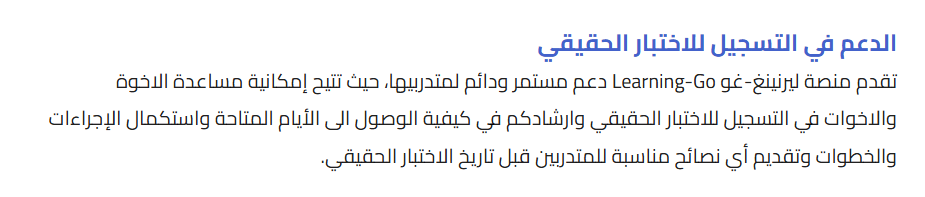 الدعم في التسجيل للاختبار الحقيقي
تقدم منصة ليرنينغ-غو Learning-Go دعم مستمر ودائم لمتدربيها، حيث تتيح إمكانية مساعدة الاخوة
والاخوات في التسجيل للاختبار الحقيقي وارشادكم في كيفية الوصول الى الأيام المتاحة واستكمال الإجراءات
والخطوات وتقديم أي نصائح مناسبة للمتدربين قبل تاريخ الاختبار الحقيقي.